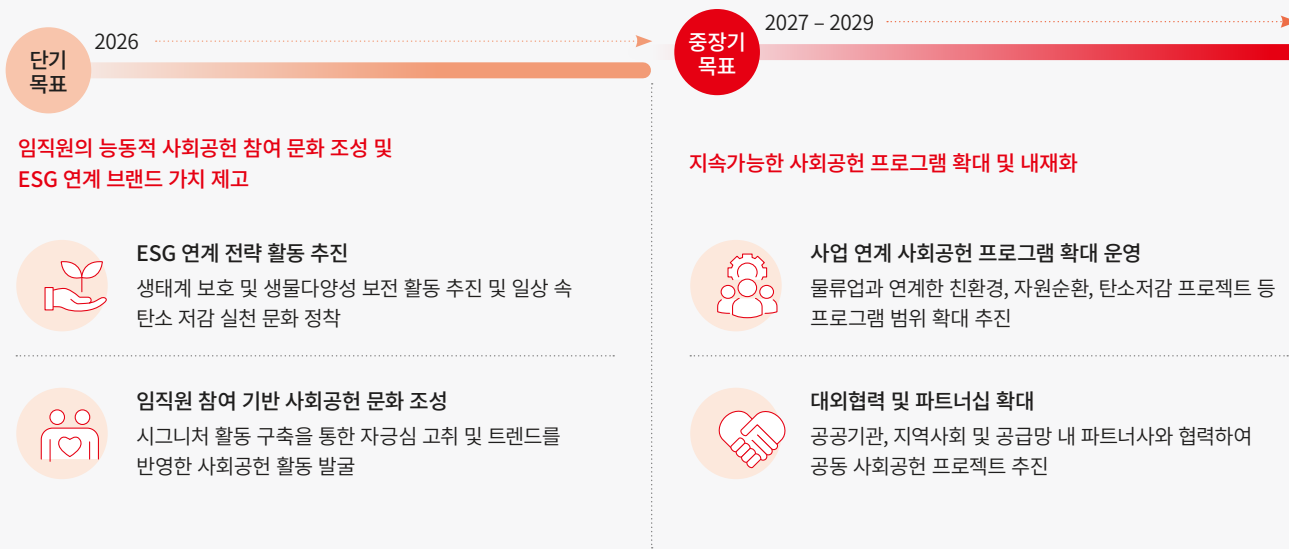 단기
목표
2026
임직원의 능동적 사회공헌 참여 문화 조성 및
ESG 연계 브랜드 가치 제고
ESG 연계 전략 활동 추진
생태계 보호 및 생물다양성 보전 활동 추진 및 일상 속
탄소 저감 실천 문화 정착
임직원 참여 기반 사회공헌 문화 조성
시그니처 활동 구축을 통한 자긍심 고취 및 트렌드를
반영한 사회공헌 활동 발굴
중장기
목표
2027 – 2029
지속가능한 사회공헌 프로그램 확대 및 내재화
사업 연계 사회공헌 프로그램 확대 운영
물류업과 연계한 친환경, 자원순환, 탄소저감 프로젝트 등
프로그램 범위 확대 추진
대외협력 및 파트너십 확대
공공기관, 지역사회 및 공급망 내 파트너사와 협력하여
공동 사회공헌 프로젝트 추진